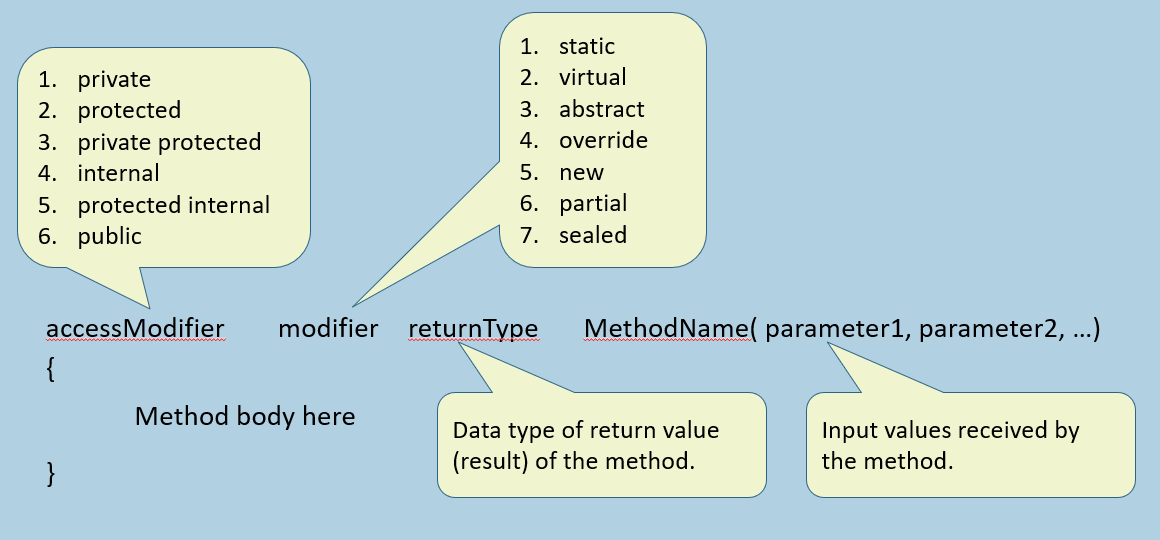 1. private
2. protected
3. private protected
4. internal
5. protected internal
6. public
1. static
2. virtual
3. abstract
4. override
5. new
6. partial
7. sealed
accessModifier modifier returnType MethodName( parameter1, parameter2, ...)
{
Method body here
}
Data type of return value
(result) of the method.
Input values received by
the method.